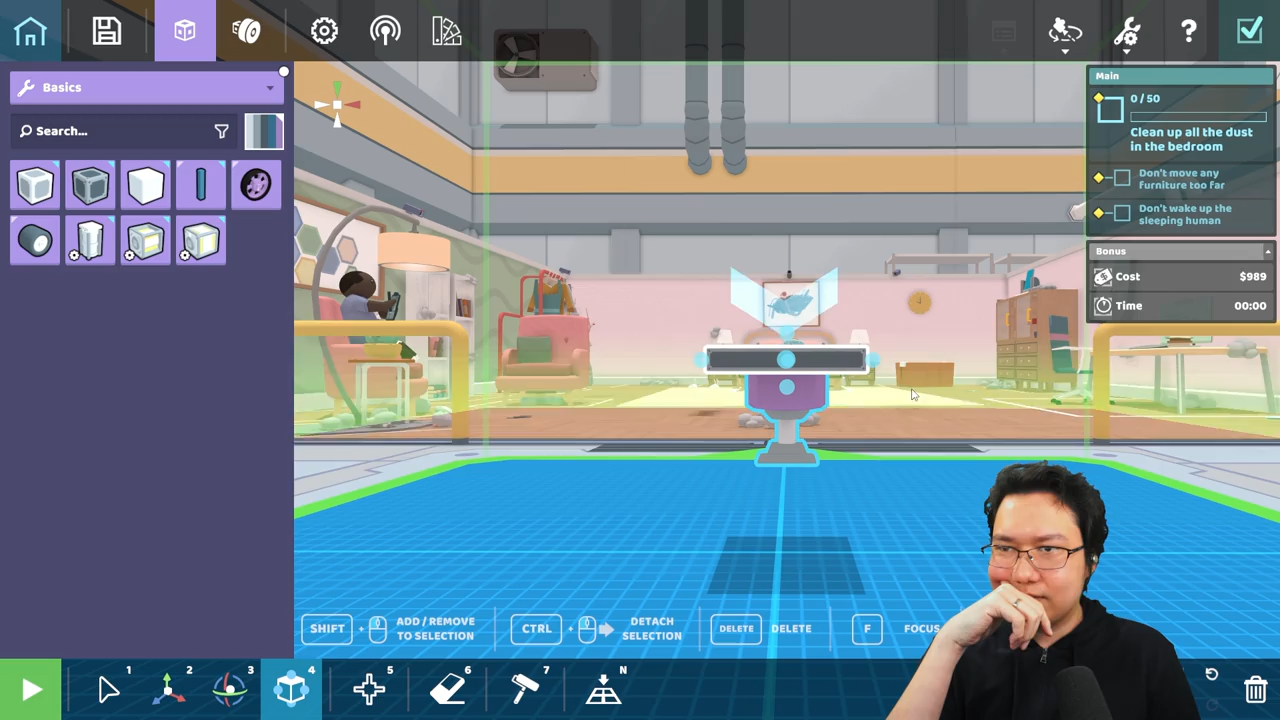 Basics
Search...
Main
0 / 50
Clean up all the dust
in the bedroom
Don't move any
furniture too far
Don't wake up the
sleeping human
Bonus
Cost
$989
Time
00:00
SHIFT
+
ADD / REMOVE
TO SELECTION
CTRL
+
DETACH
SELECTION
DELETE
DELETE
F
FOCUS
1
2
3
4
5
6
7
N